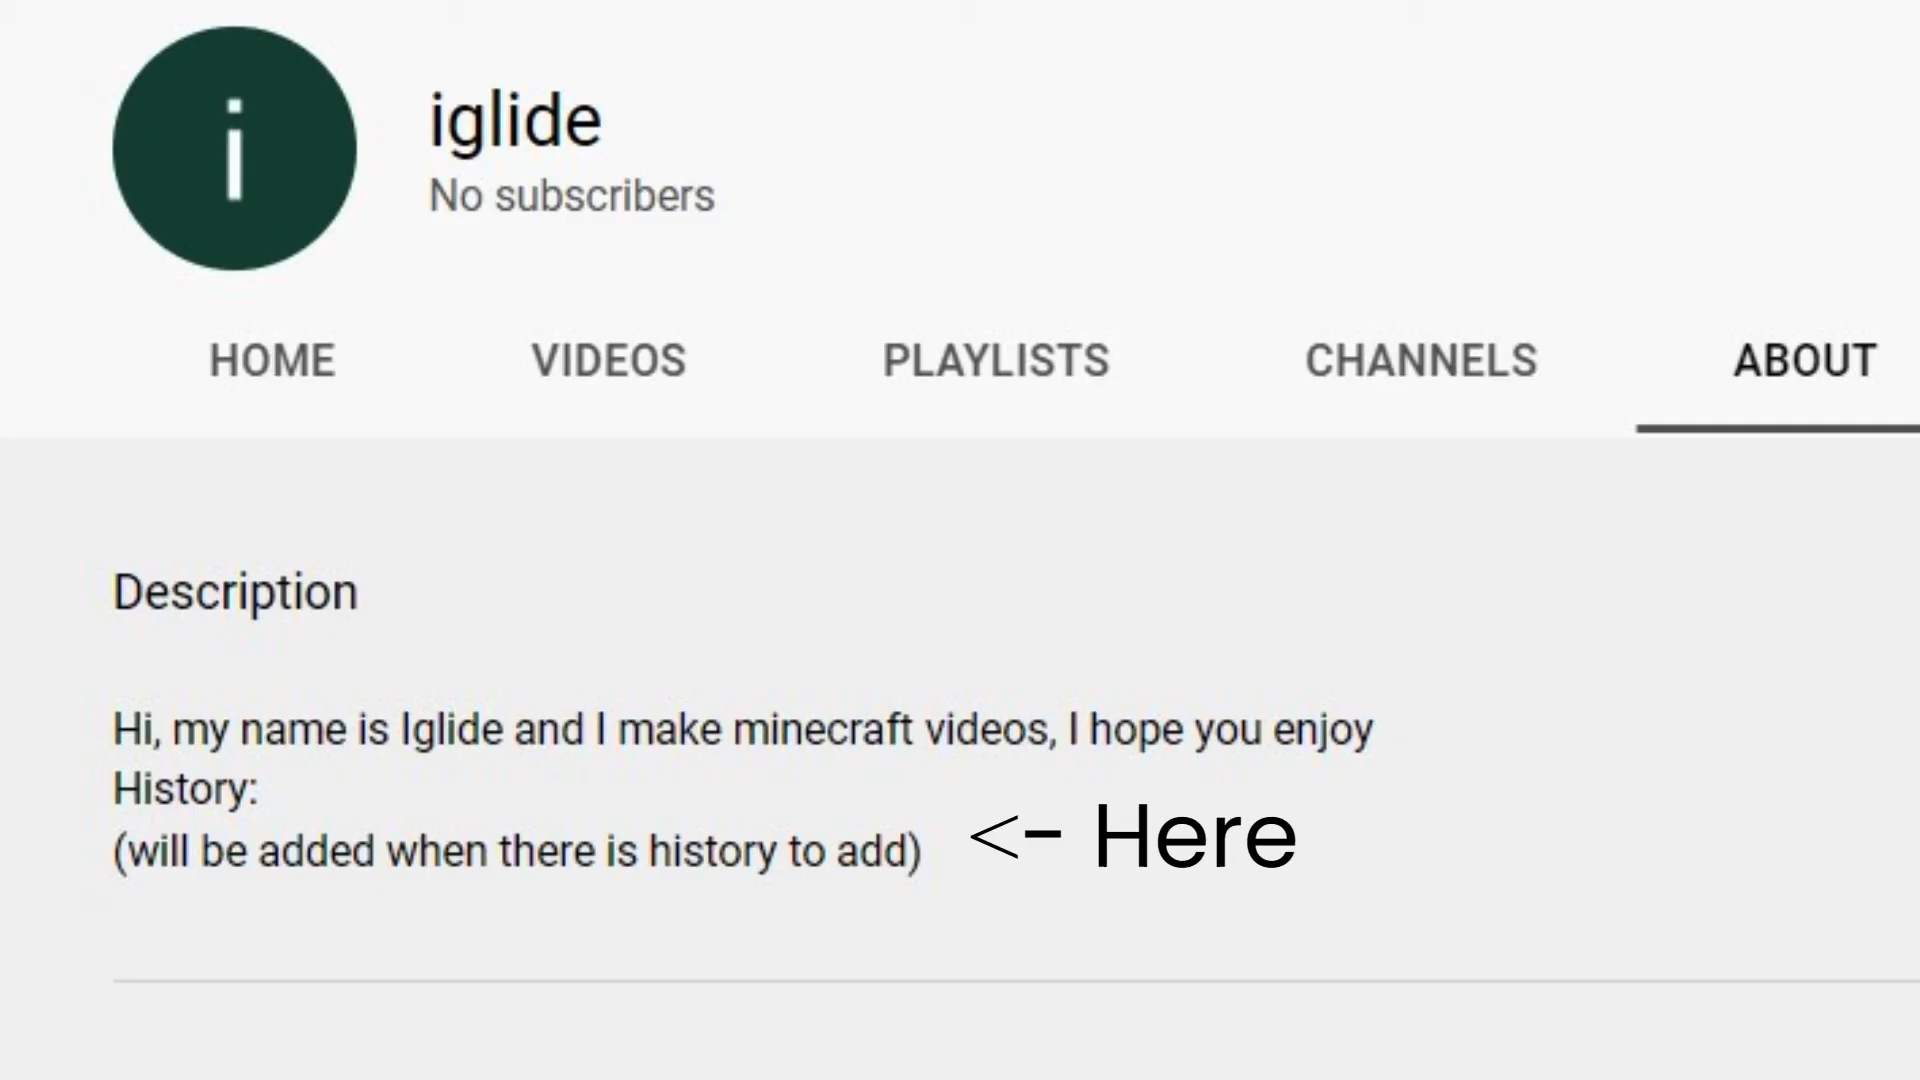 i
iglide
No subscribers
HOME VIDEOS PLAYLISTS CHANNELS ABOUT
Description
Hi, my name is Iglide and I make minecraft videos, I hope you enjoy
History:
(will be added when there is history to add) <- Here